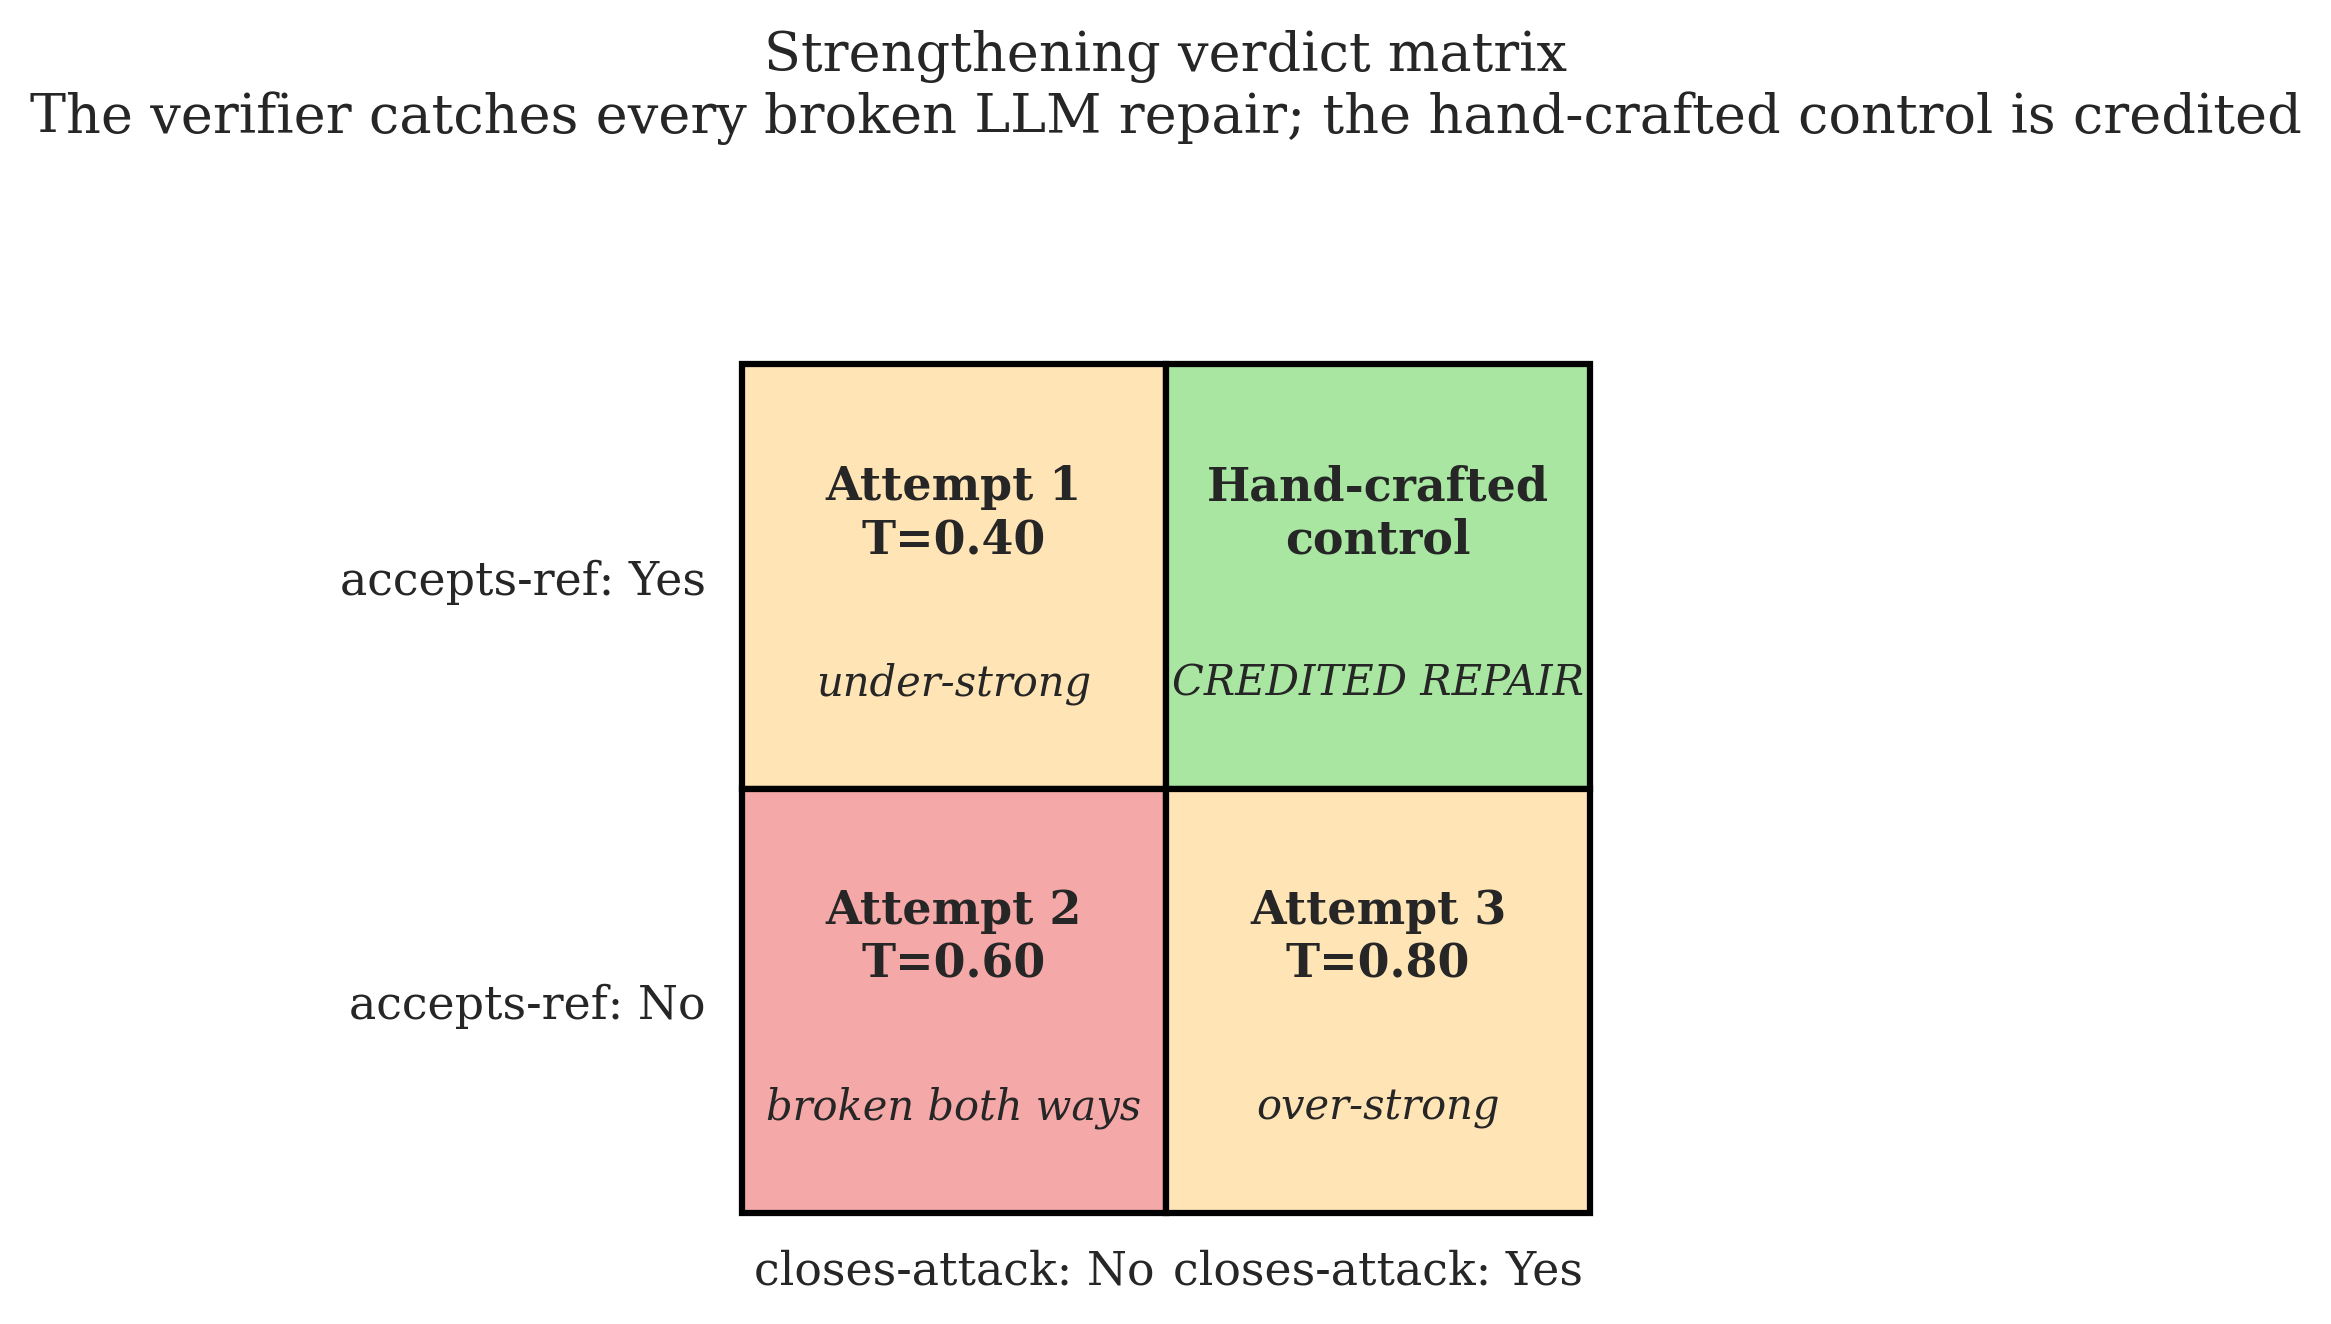 Strengthening verdict matrix
The verifier catches every broken LLM repair; the hand-crafted control is credited
accepts-ref: Yes
Attempt 1
T=0.40
under-strong
Hand-crafted
control
CREDITED REPAIR
accepts-ref: No
Attempt 2
T=0.60
broken both ways
Attempt 3
T=0.80
over-strong
closes-attack: No
closes-attack: Yes